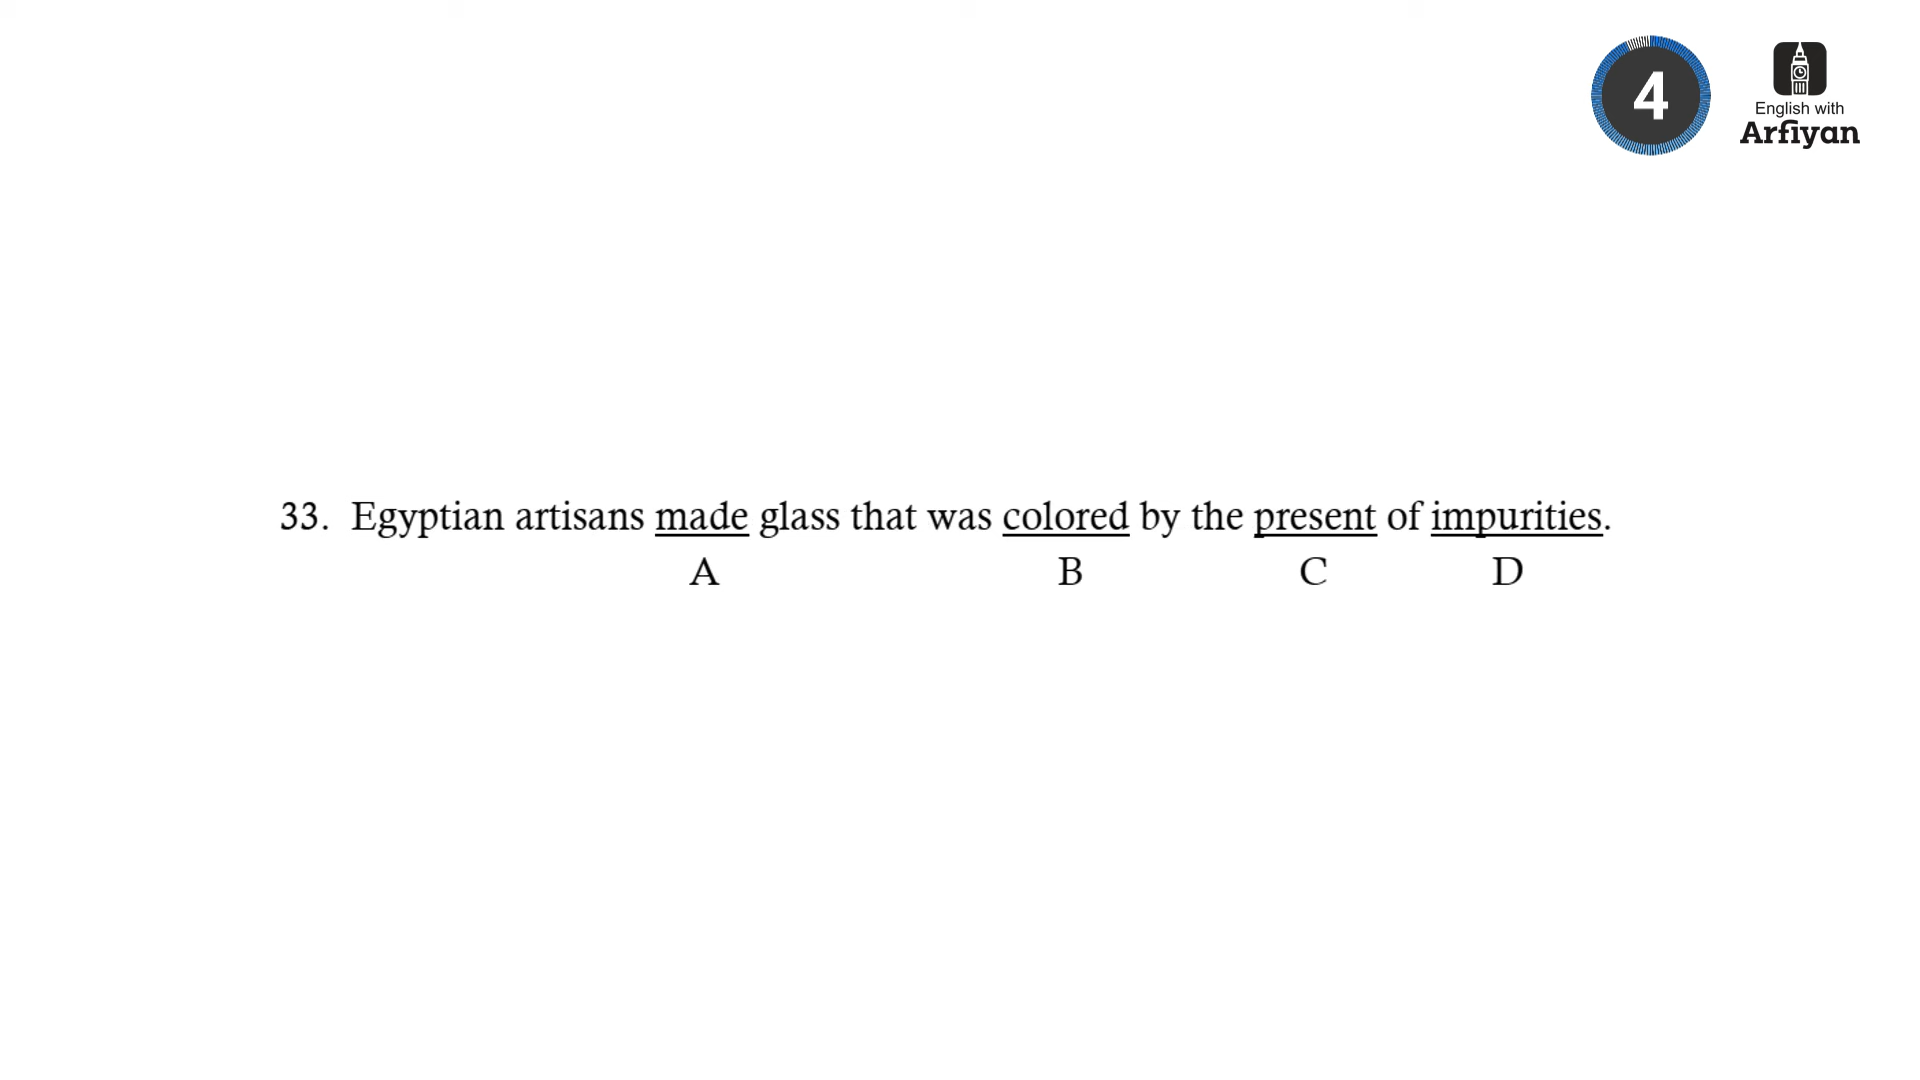 4
English with
Arfiyan
33. Egyptian artisans made glass that was colored by the present of impurities.
A B C D